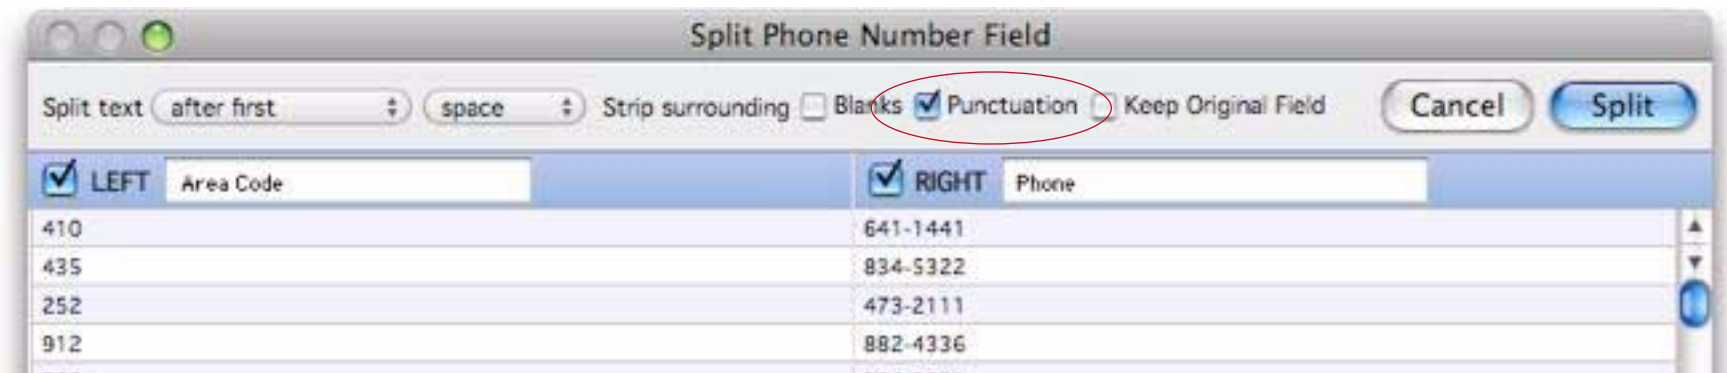 Split Phone Number Field
Split text after first space Strip surrounding Blanks Punctuation Keep Original Field Cancel Split
LEFT Area Code RIGHT Phone
410 641-1441
435 834-5322
252 473-2111
912 882-4336